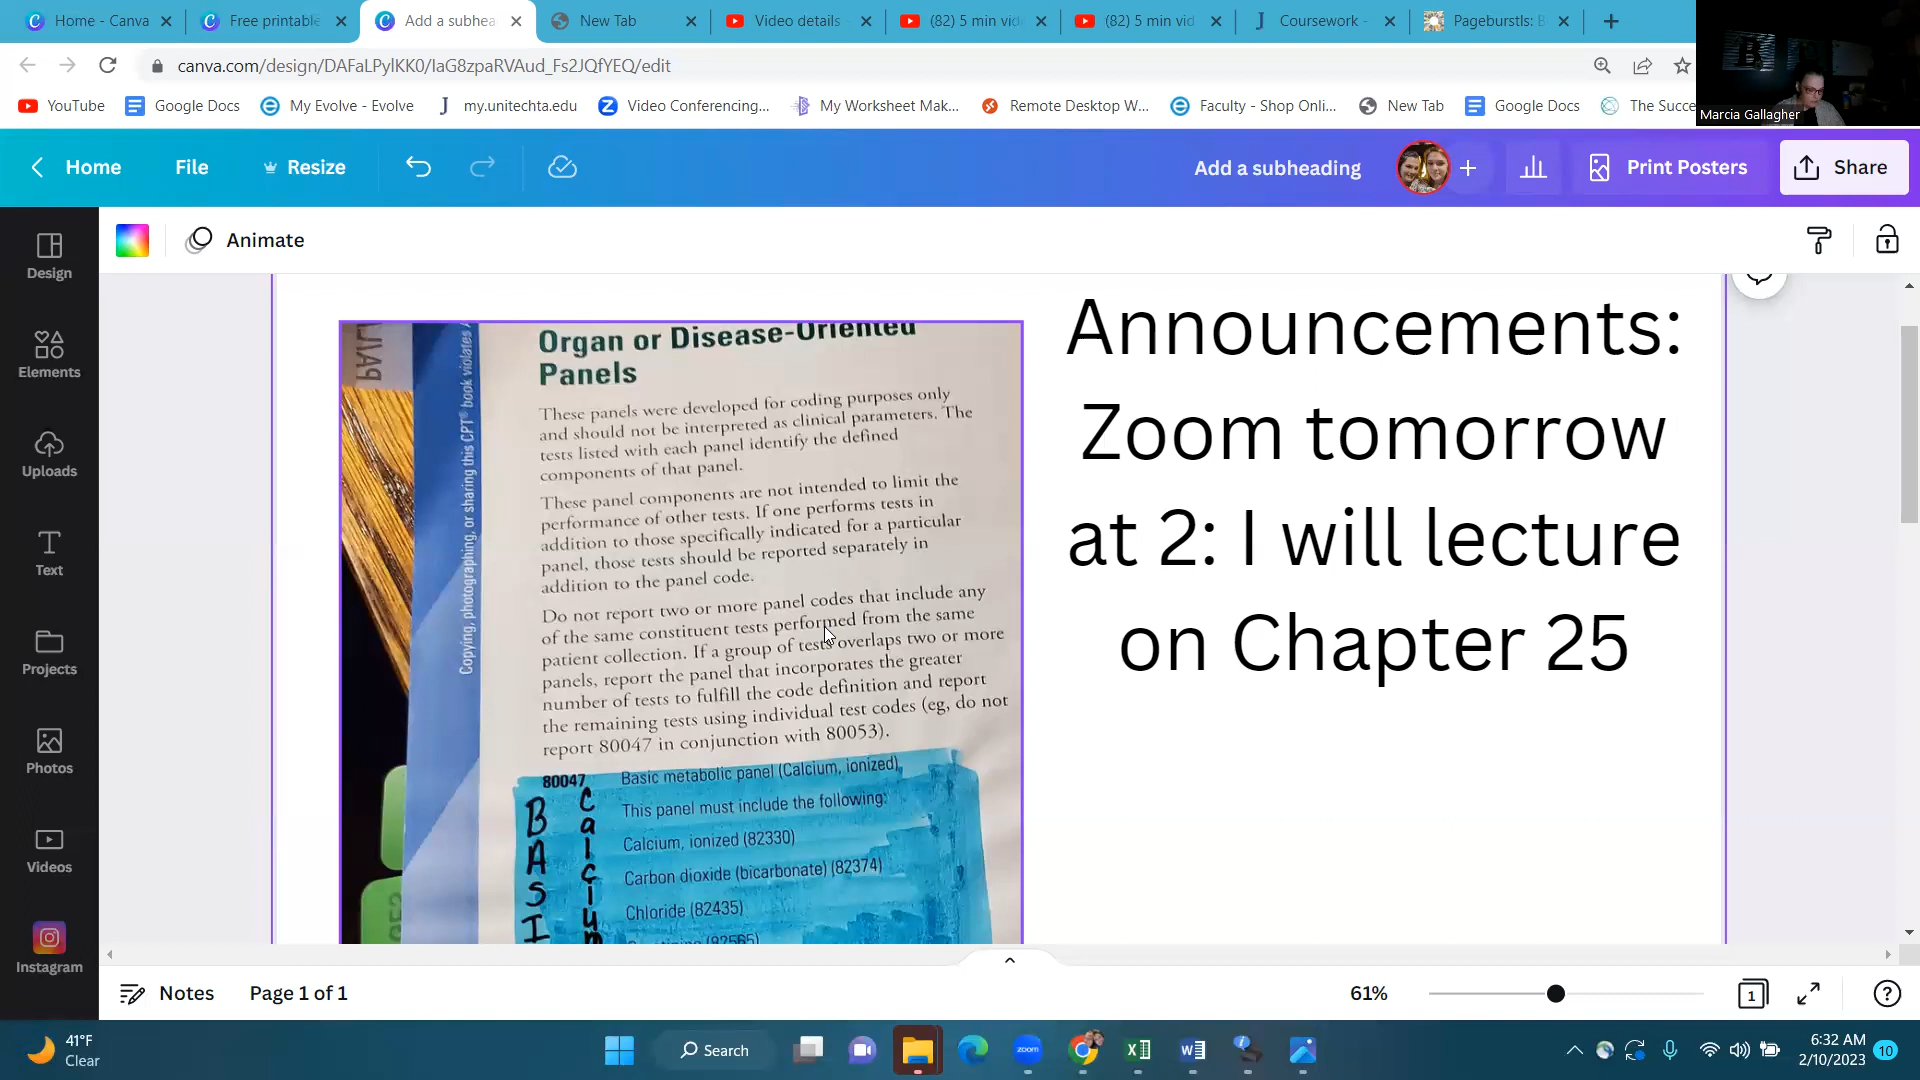 Home - Canva
Free printable
Add a subhea
New Tab
Video details
(82) 5 min vid
(82) 5 min vid
Coursework -
Pageburstls: B
canva.com/design/DAFaLPylKK0/laG8zpaRVAud_Fs2JQfYEQ/edit
YouTube
Google Docs
My Evolve - Evolve
my.unitechta.edu
Video Conferencing...
My Worksheet Mak...
Remote Desktop W...
Faculty - Shop Onli...
New Tab
Google Docs
The Succe
Marcia Gallagher
Home
File
Resize
Add a subheading
Print Posters
Share
Animate
Design
Elements
Uploads
Text
Projects
Photos
Videos
Instagram
Copying, photographing, or sharing this CPT® book violates
Organ or Disease-Oriented
Panels
These panels were developed for coding purposes only
and should not be interpreted as clinical parameters. The
tests listed with each panel identify the defined
components of that panel.
These panel components are not intended to limit the
performance of other tests. If one performs tests in
addition to those specifically indicated for a particular
panel, those tests should be reported separately in
addition to the panel code.
Do not report two or more panel codes that include any
of the same constituent tests performed from the same
patient collection. If a group of tests overlaps two or more
panels, report the panel that incorporates the greater
number of tests to fulfill the code definition and report
the remaining tests using individual test codes (eg, do not
report 80047 in conjunction with 80053).
80047 Basic metabolic panel (Calcium, ionized)
This panel must include the following:
Calcium, ionized (82330)
Carbon dioxide (bicarbonate) (82374)
Chloride (82435)
Creatinine (82565)
BASI
Calcium
Announcements:
Zoom tomorrow
at 2: I will lecture
on Chapter 25
Notes
Page 1 of 1
61%
1
41°F
Clear
Search
zoom
6:32 AM
2/10/2023
10